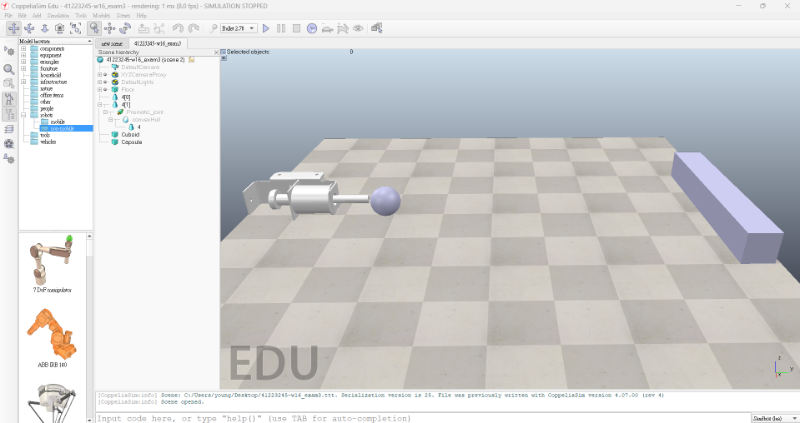 CoppeliaSim Edu - 41223245-w16_exam3 - rendering: 1 ms (8.0 fps) - SIMULATION STOPPED
File Edit Add Simulation Tools Modules Scenes Help
Bullet 2.78
Model browser
components
equipment
examples
furniture
household
infrastructure
nature
office items
other
people
robots
mobile
non-mobile
tools
vehicles
7 DoF manipulator
ABB IRB 140
new scene
41223245-w16_exam3
Scene hierarchy
41223245-w16_exam3 (scene 2)
DefaultCamera
XYZCameraProxy
DefaultLights
Floor
4[0]
4[1]
Pneumatic_joint
convexHull
4
Cuboid
Capsule
Selected objects: 0
EDU
z
y
x
[CoppeliaSim:info] Scene: C:/Users/young/Desktop/41223245-w16_exam3.ttt. Serialization version is 25. File was previously written with CoppeliaSim version 4.07.00 (rev 4)
[CoppeliaSim:info] Scene opened.
Input code here, or type "help()" (use TAB for auto-completion)
Sandbox (lua)